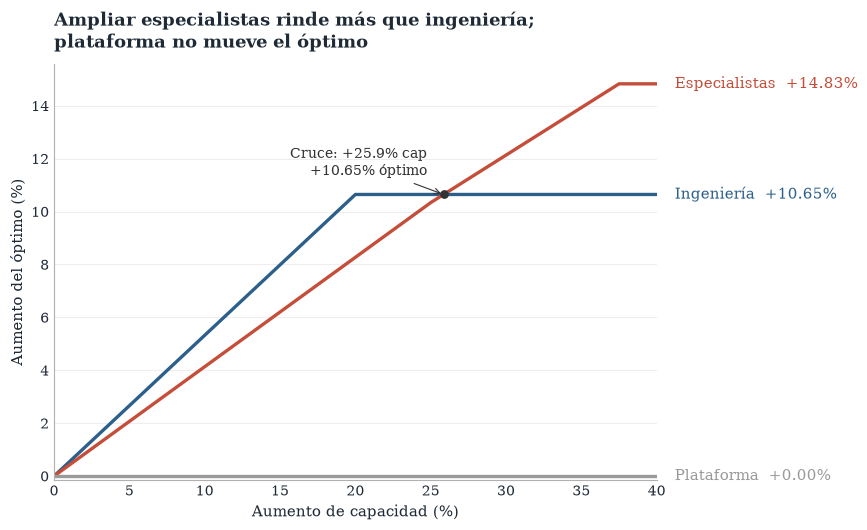 Ampliar especialistas rinde más que ingeniería;
plataforma no mueve el óptimo
Aumento del óptimo (%)
14
12
10
8
6
4
2
0
Cruce: +25.9% cap
+10.65% óptimo
Especialistas +14.83%
Ingeniería +10.65%
Plataforma +0.00%
0 5 10 15 20 25 30 35 40
Aumento de capacidad (%)